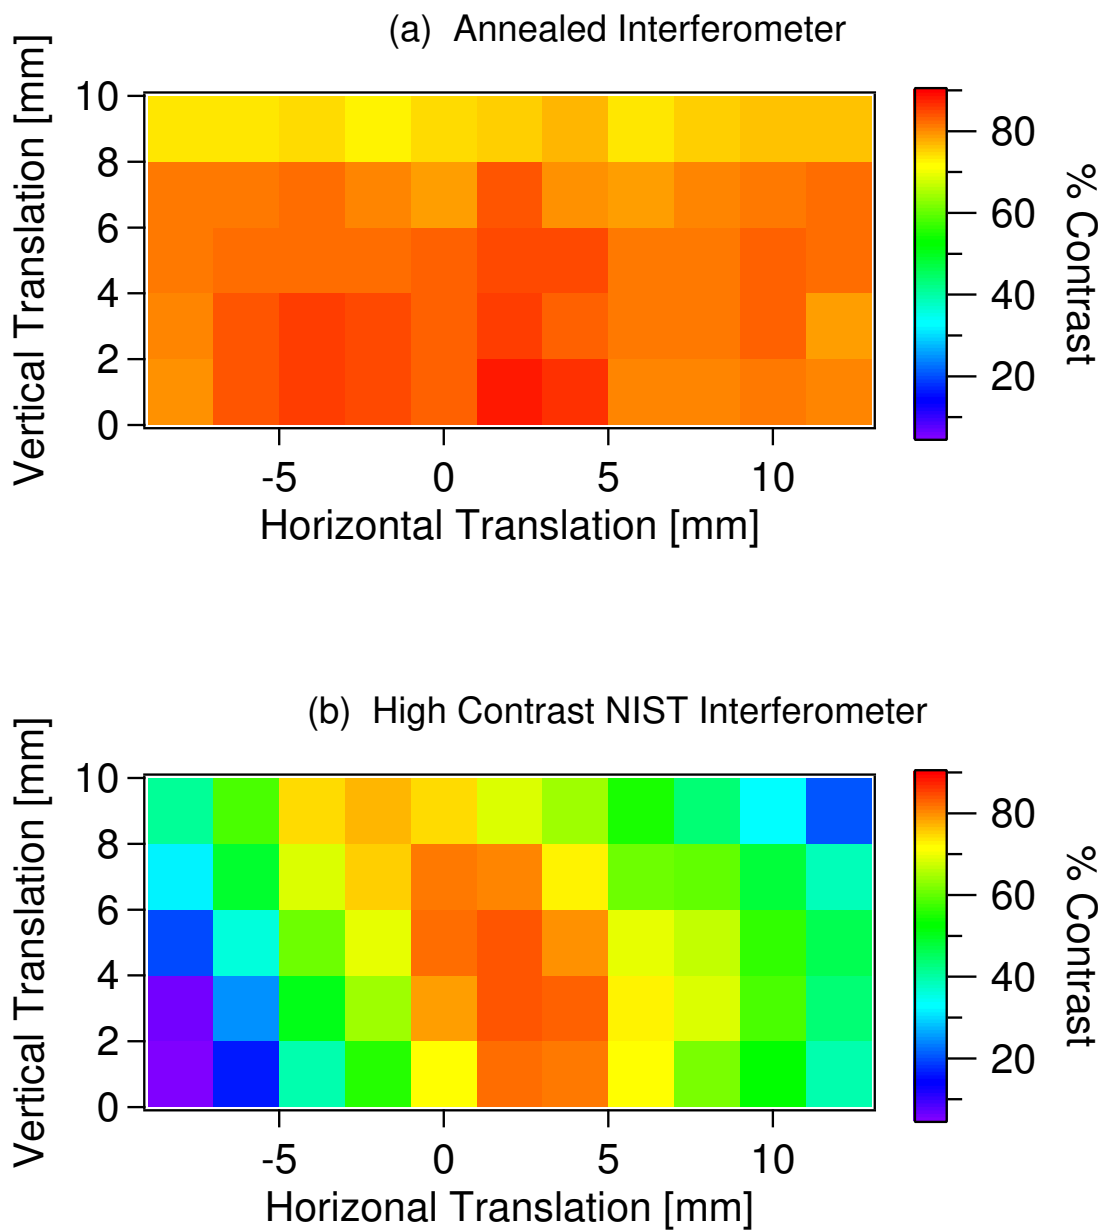 (a) Annealed Interferometer
Vertical Translation [mm]
10
8
6
4
2
0
-5 0 5 10
Horizontal Translation [mm]
80
60
40
20
% Contrast
(b) High Contrast NIST Interferometer
Vertical Translation [mm]
10
8
6
4
2
0
-5 0 5 10
Horizonal Translation [mm]
80
60
40
20
% Contrast